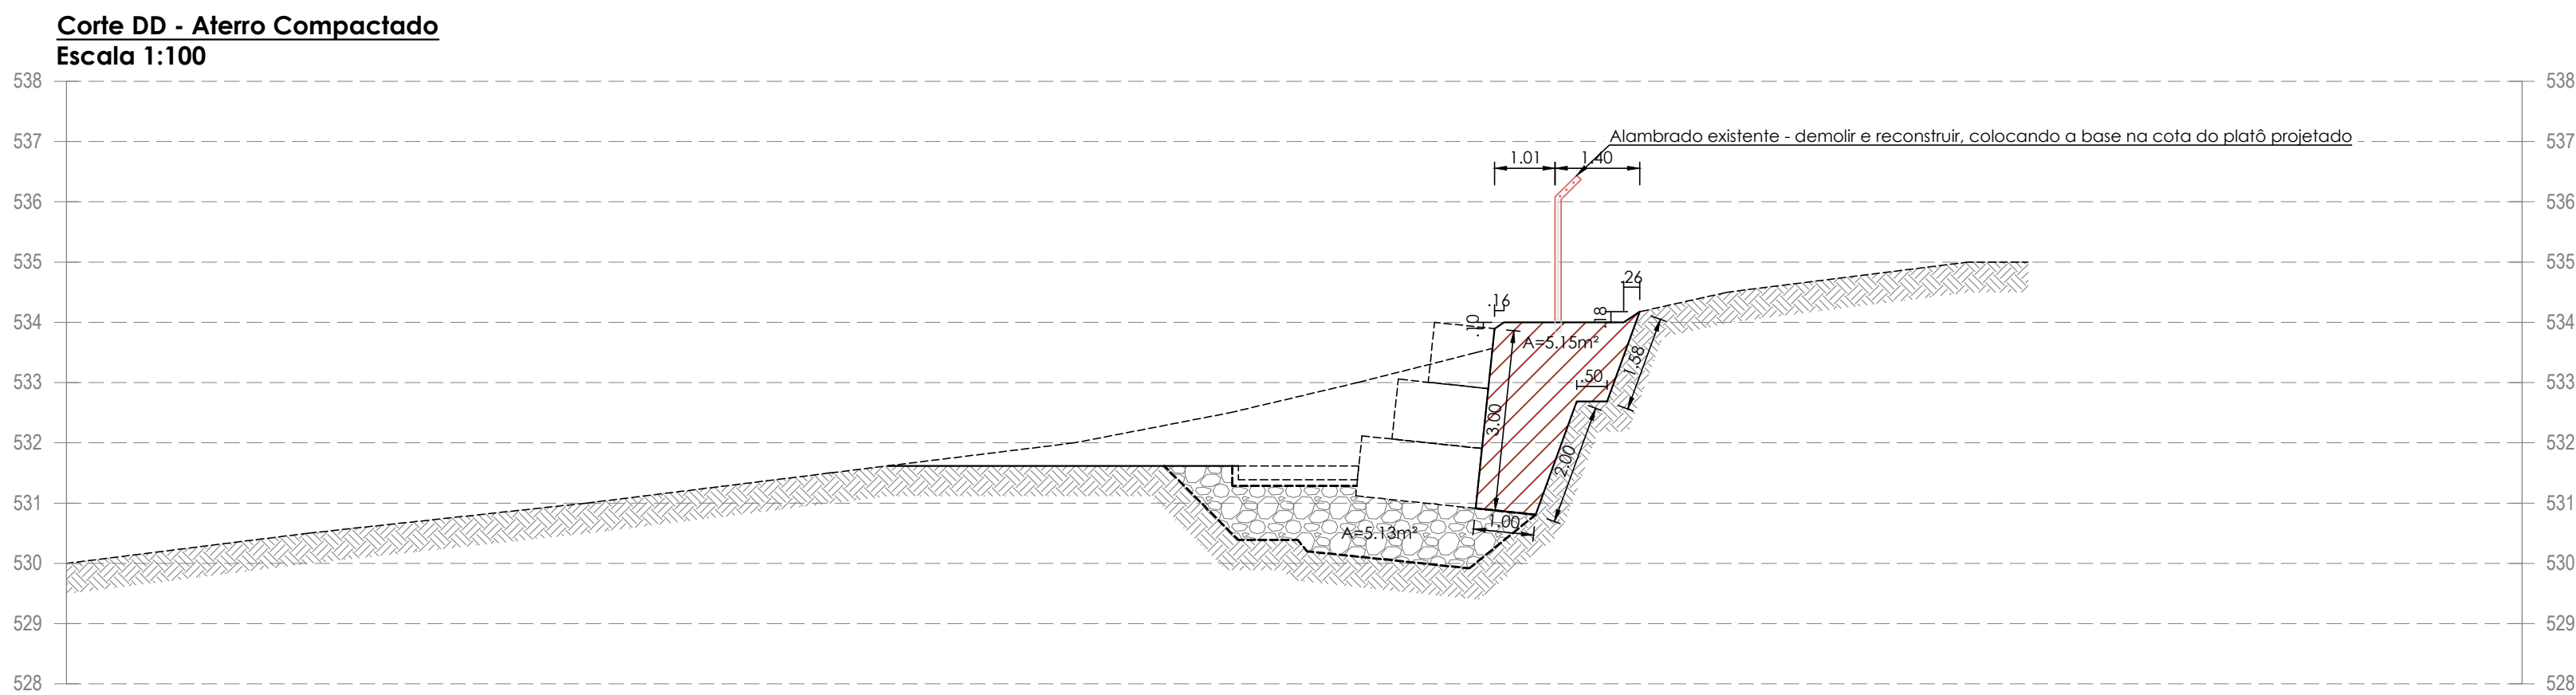 Corte DD - Aterro Compactado
Escala 1:100
538 538
537 Alambrado existente - demolir e reconstruir, colocando a base na cota do platô projetado 537
1.01 1.40
536 536
535 535
.26
.16
534 .10 .18 534
A=5.15m²
1.58
533 .50 533
3.00
532 532
2.00
531 531
1.00
A=5.13m²
530 530
529 529
528 528